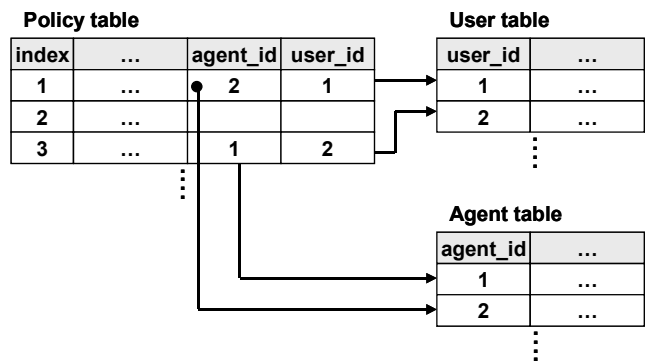 Policy table
index … agent_id user_id
1 … 2 1
2 …
3 … 1 2
User table
user_id …
1 …
2 …
Agent table
agent_id …
1 …
2 …